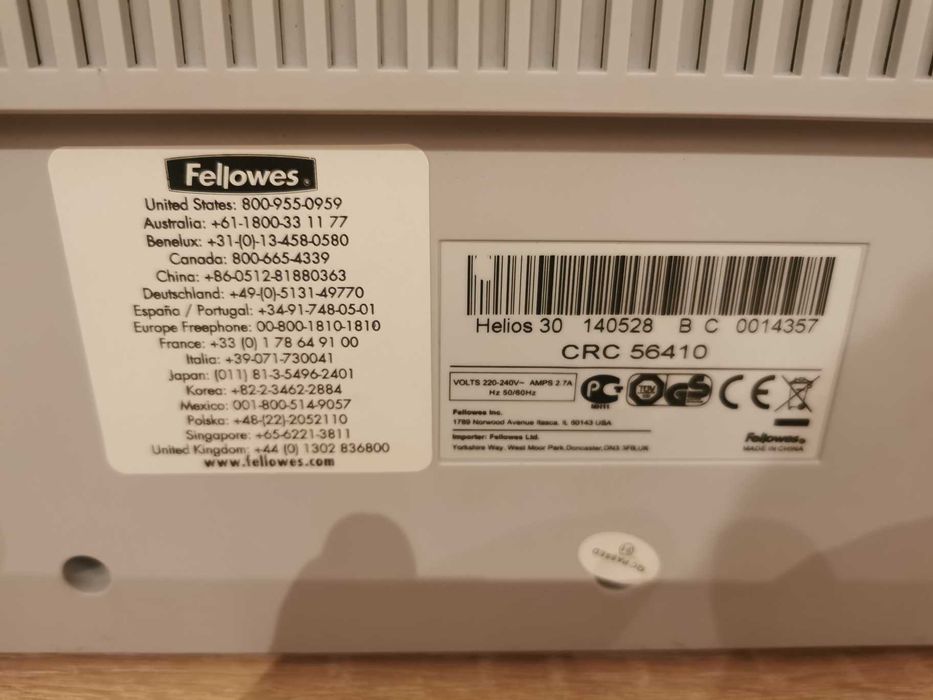 Fellowes®
United States: 800-955-0959
Australia: +61-1800-33 11 77
Benelux: +31-(0)-13-458-0580
Canada: 800-665-4339
China: +86-0512-81880363
Deutschland: +49-(0)-5131-49770
España / Portugal: +34-91-748-05-01
Europe Freephone: 00-800-1810-1810
France: +33 (0) 1 78 64 91 00
Italia: +39-071-730041
Japan: (011) 81-3-5496-2401
Korea: +82-2-3462-2884
Mexico: 001-800-514-9057
Polska: +48-(22)-2052110
Singapore: +65-6221-3811
United Kingdom: +44 (0) 1302 836800
www.fellowes.com
Helios 30 140528 B C 0014357
CRC 56410
VOLTS 220-240V~ AMPS 2.7A
Hz 50/60Hz
MH11
TÜV
GS
CE
Fellowes Inc.
1789 Norwood Avenue Itasca, IL 60143 USA
Importer: Fellowes Ltd.
Yorkshire Way, West Moor Park, Doncaster, DN3
Fellowes®
MADE IN CHINA
QC PASSED